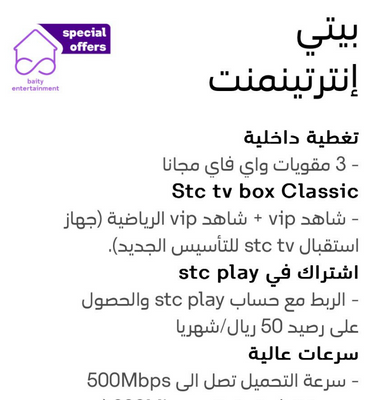 special
offers
baity
entertainment
بيتي
إنترتينمنت
تغطية داخلية
- 3 مقويات واي فاي مجانا
Stc tv box Classic
- شاهد vip + شاهد vip الرياضية (جهاز
استقبال stc tv للتأسيس الجديد).
اشتراك في stc play
- الربط مع حساب stc play والحصول
على رصيد 50 ريال/شهريا
سرعات عالية
- سرعة التحميل تصل الى 500Mbps